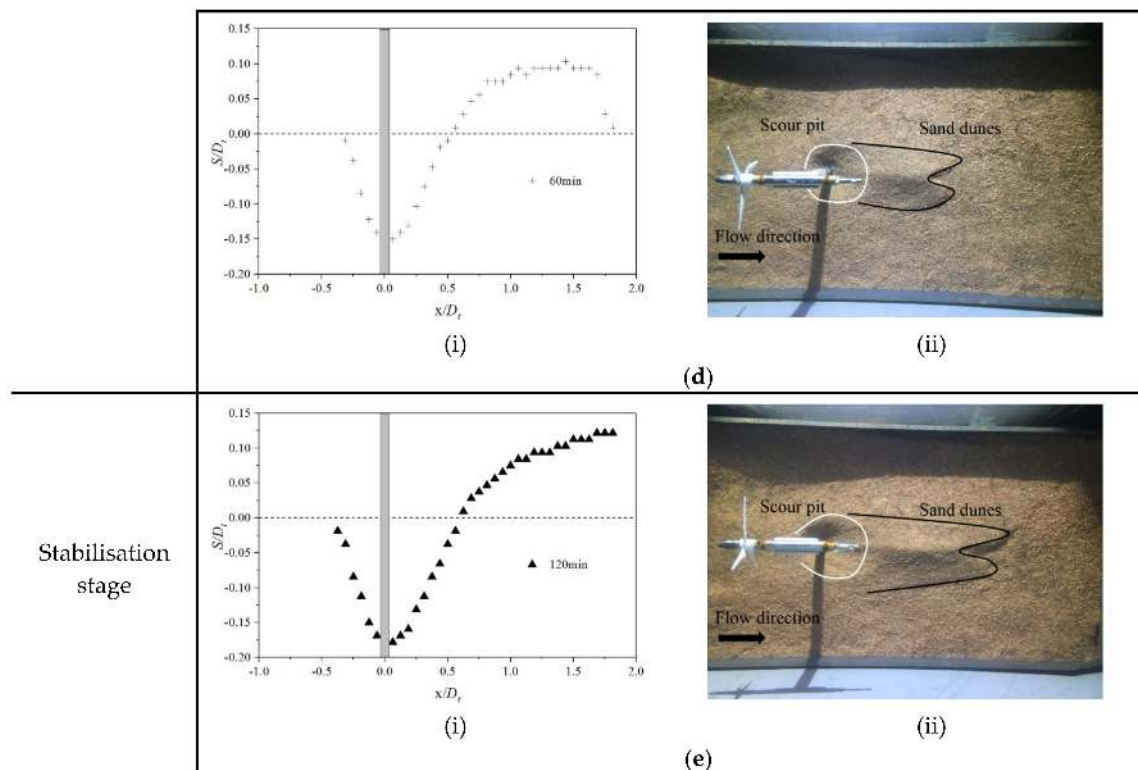 0.15
0.10
0.05
0.00
-0.05
-0.10
-0.15
-0.20
S/Dt
60min
-1.0 -0.5 0.0 0.5 1.0 1.5 2.0
x/Dt
(i)
Scour pit
Sand dunes
Flow direction
(ii)
(d)
Stabilisation
stage
0.15
0.10
0.05
0.00
-0.05
-0.10
-0.15
-0.20
S/Dt
120min
-1.0 -0.5 0.0 0.5 1.0 1.5 2.0
x/Dt
(i)
Scour pit
Sand dunes
Flow direction
(ii)
(e)